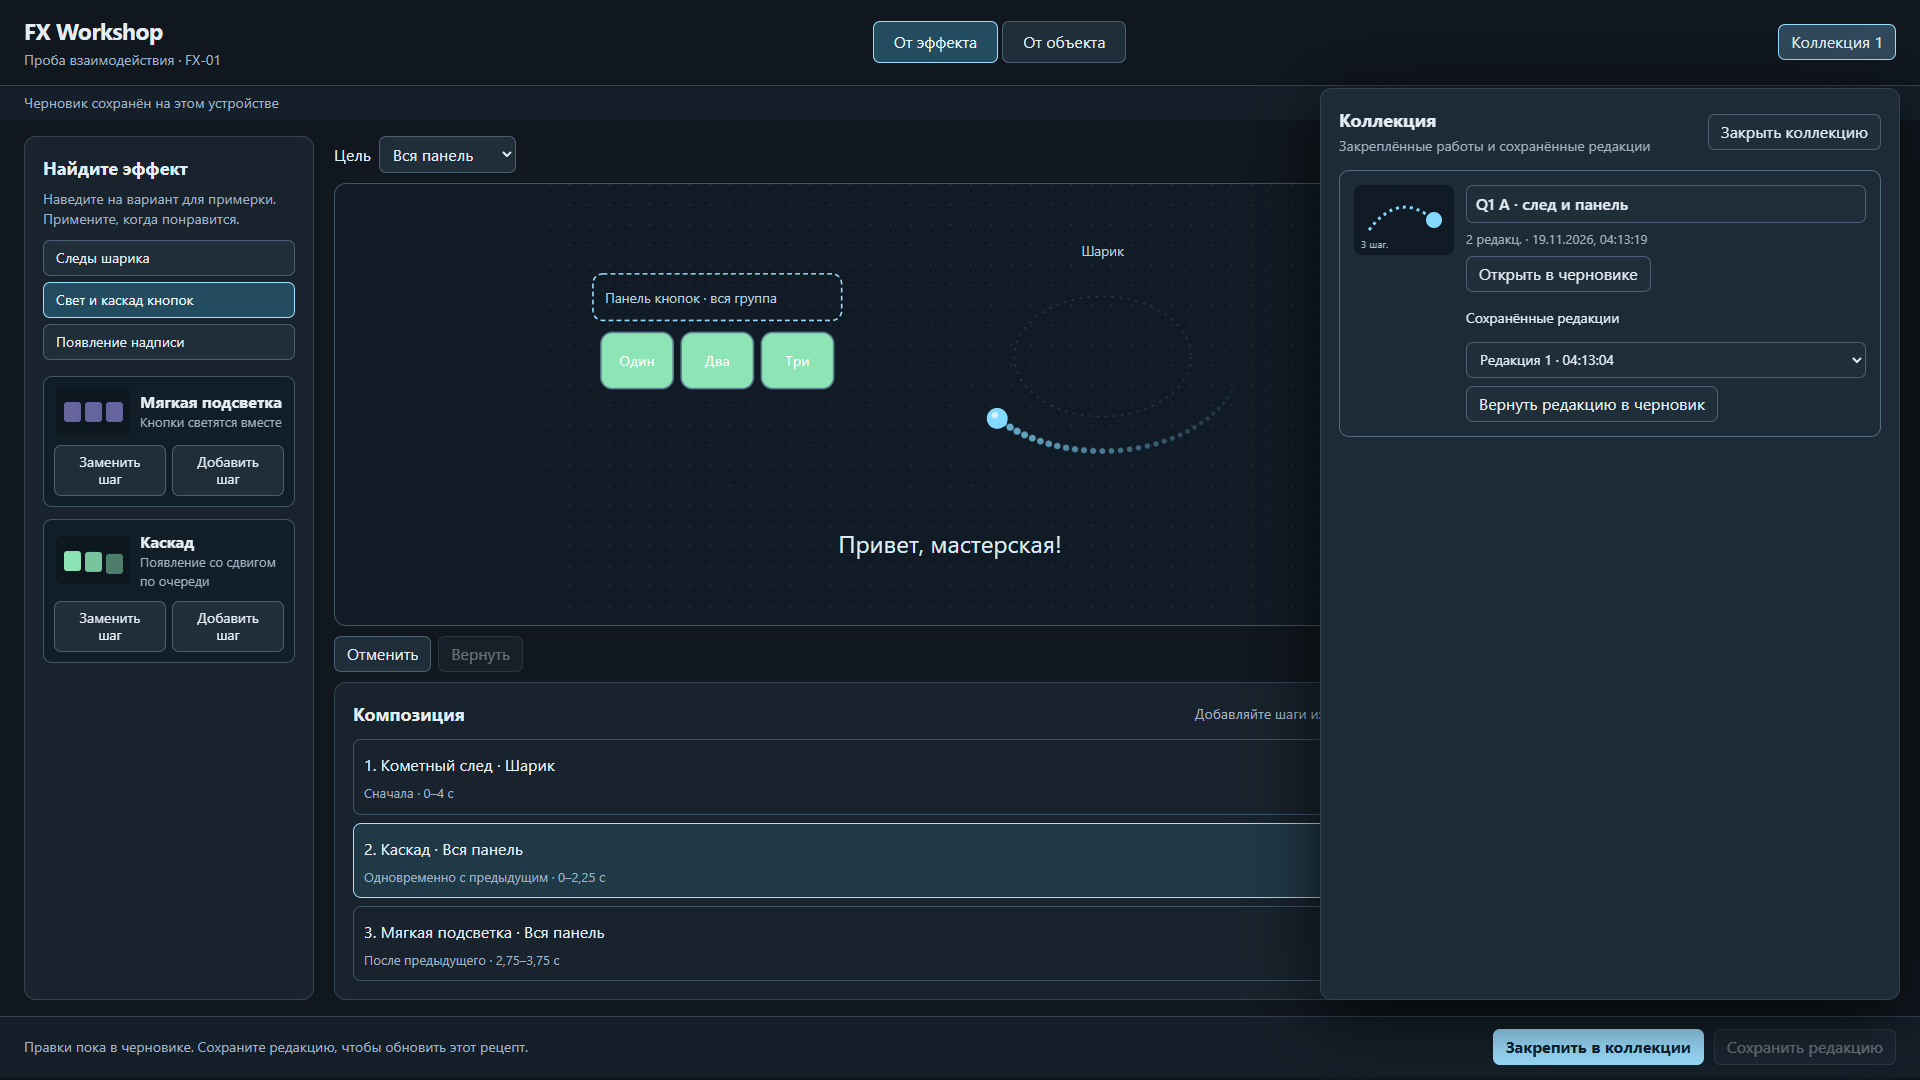 FX Workshop
Проба взаимодействия · FX-01
От эффекта
От объекта
Коллекция 1
Черновик сохранён на этом устройстве
Найдите эффект
Наведите на вариант для примерки.
Примените, когда понравится.
Следы шарика
Свет и каскад кнопок
Появление надписи
Мягкая подсветка
Кнопки светятся вместе
Заменить
шаг
Добавить
шаг
Каскад
Появление со сдвигом
по очереди
Заменить
шаг
Добавить
шаг
Цель
Вся панель
Шарик
Панель кнопок · вся группа
Один
Два
Три
Привет, мастерская!
Отменить
Вернуть
Композиция
Добавляйте шаги
1. Кометный след · Шарик
Сначала · 0–4 с
2. Каскад · Вся панель
Одновременно с предыдущим · 0–2,25 с
3. Мягкая подсветка · Вся панель
После предыдущего · 2,75–3,75 с
Коллекция
Закреплённые работы и сохранённые редакции
Закрыть коллекцию
3 шаг.
Q1 A · след и панель
2 редакц. · 19.11.2026, 04:13:19
Открыть в черновике
Сохранённые редакции
Редакция 1 · 04:13:04
Вернуть редакцию в черновик
Правки пока в черновике. Сохраните редакцию, чтобы обновить этот рецепт.
Закрепить в коллекции
Сохранить редакцию